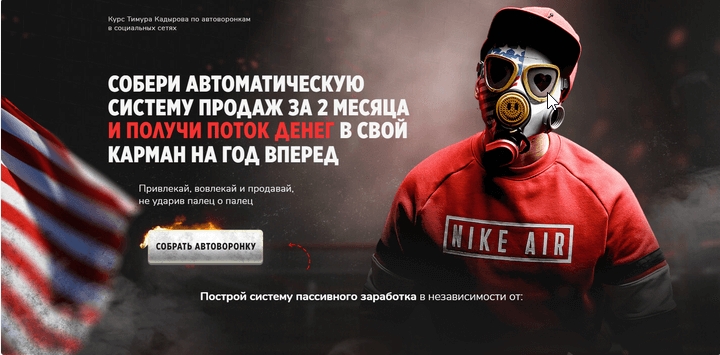 Курс Тимура Кадырова по автоворонкам
в социальных сетях
СОБЕРИ АВТОМАТИЧЕСКУЮ
СИСТЕМУ ПРОДАЖ ЗА 2 МЕСЯЦА
И ПОЛУЧИ ПОТОК ДЕНЕГ В СВОЙ
КАРМАН НА ГОД ВПЕРЕД
Привлекай, вовлекай и продавай,
не ударив палец о палец
СОБРАТЬ АВТОВОРОНКУ
NIKE AIR
Построй систему пассивного заработка в независимости от: